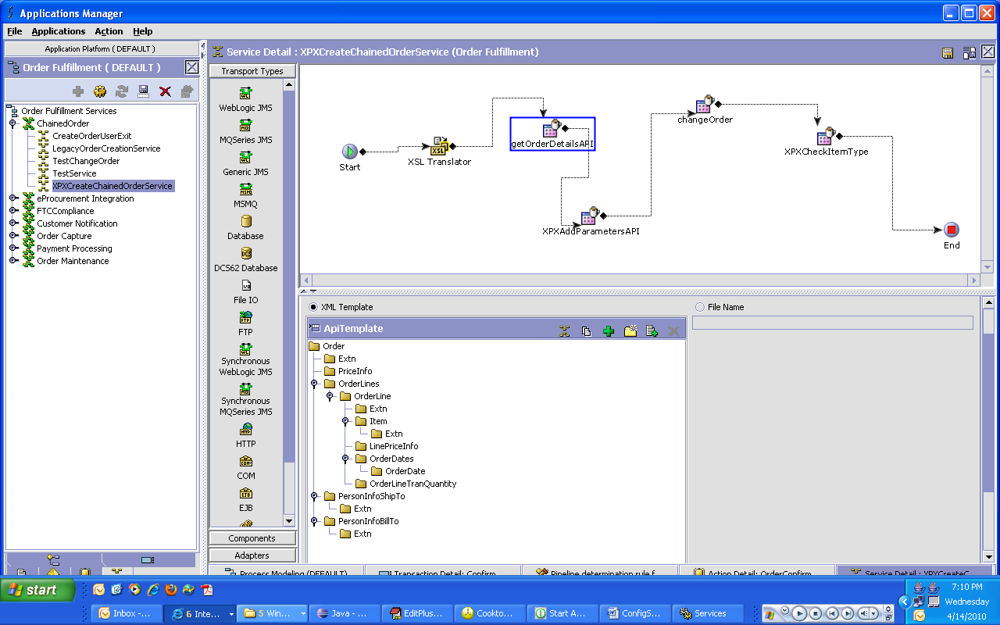 Applications Manager
File Applications Action Help
Application Platform ( DEFAULT )
Order Fulfillment ( DEFAULT )
Order Fulfillment Services
ChainedOrder
CreateOrderUserExit
LegacyOrderCreationService
TestChangeOrder
TestService
XPXCreateChainedOrderService
eProcurement Integration
FTCCompliance
Customer Notification
Order Capture
Payment Processing
Order Maintenance
Service Detail : XPXCreateChainedOrderService (Order Fulfillment)
Transport Types
WebLogic JMS
MQSeries JMS
Generic JMS
MSMQ
Database
DCS62 Database
File IO
FTP
Synchronous
WebLogic JMS
Synchronous
MQSeries JMS
HTTP
COM
EJB
Components
Adapters
Start
XSL Translator
getOrderDetailsAPI
XPXAddParametersAPI
changeOrder
XPXCheckItemType
End
XML Template
File Name
ApiTemplate
Order
Extn
PriceInfo
OrderLines
OrderLine
Extn
Item
Extn
LinePriceInfo
OrderDates
OrderDate
OrderLineTranQuantity
PersonInfoShipTo
Extn
PersonInfoBillTo
Extn
Process Modeling (DEFAULT)
Transaction Detail: Confirm
Pipeline determination rule f
Action Detail: OrderConfirm
Service Detail : XPXCreateC
start
7:10 PM
Wednesday
4/14/2010
Inbox -...
6 Inte...
5 Win...
Java - ...
EditPlus...
Cookto...
Start A...
ConfigS...
Services